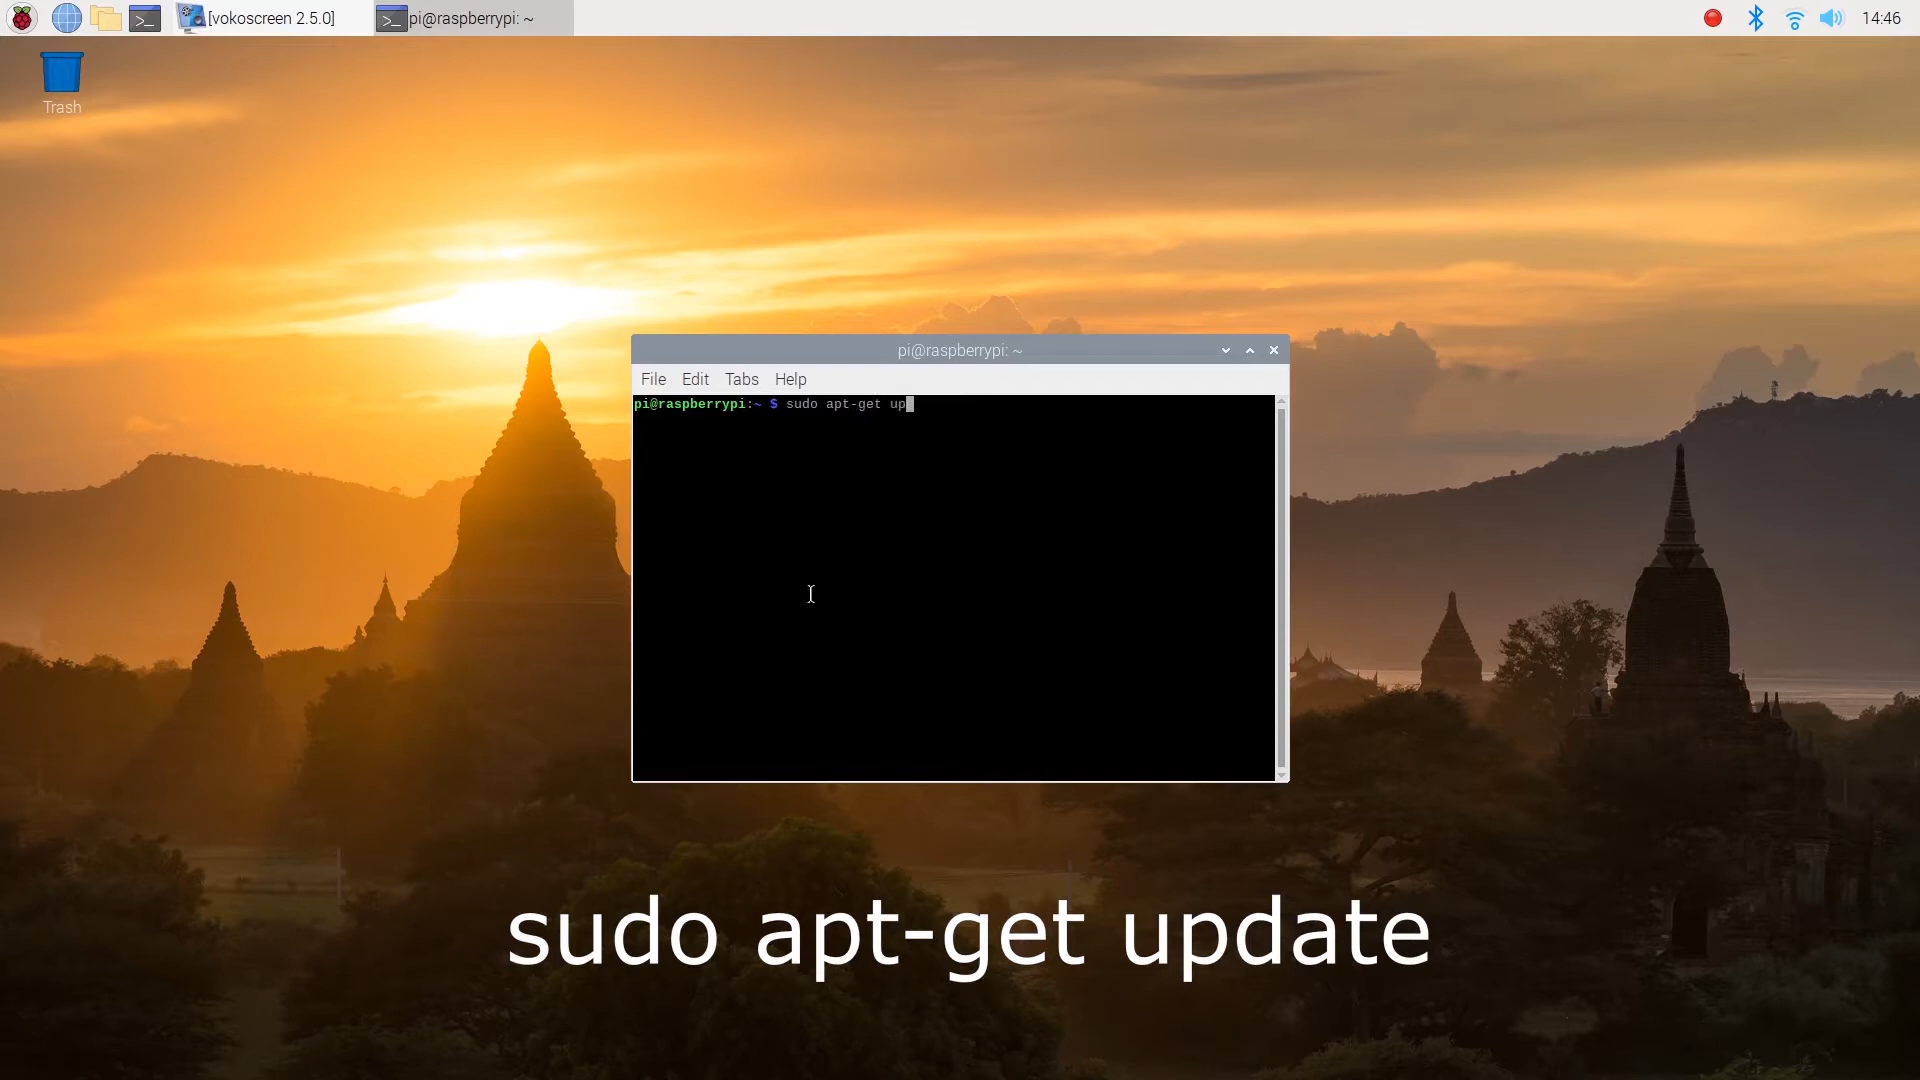 [vokoscreen 2.5.0]
pi@raspberrypi: ~
14:46
Trash
pi@raspberrypi: ~
File Edit Tabs Help
pi@raspberrypi:~ $ sudo apt-get up
sudo apt-get update